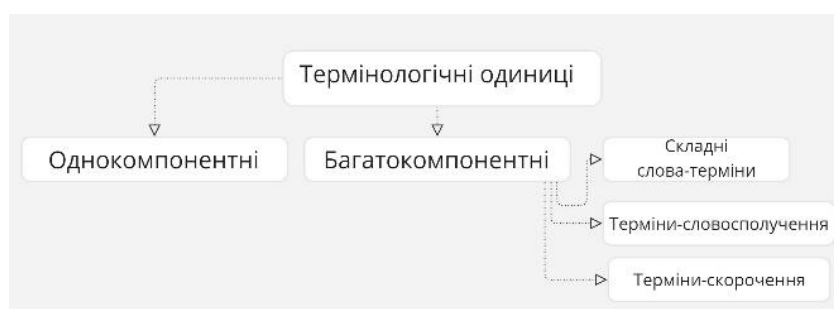 Термінологічні одиниці
Однокомпонентні
Багатокомпонентні
Складні
слова-терміни
Терміни-словосполучення
Терміни-скорочення